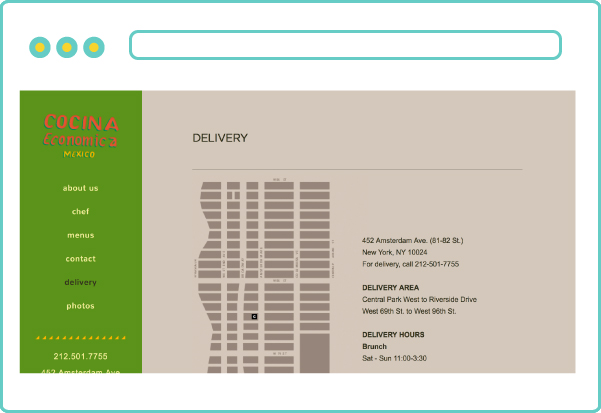 COCINA
Economica
MÉXICO
about us
chef
menus
contact
delivery
photos
212.501.7755
452 Amsterdam Ave
DELIVERY
452 Amsterdam Ave. (81-82 St.)
New York, NY 10024
For delivery, call 212-501-7755
DELIVERY AREA
Central Park West to Riverside Drive
West 69th St. to West 96th St.
DELIVERY HOURS
Brunch
Sat - Sun 11:00-3:30